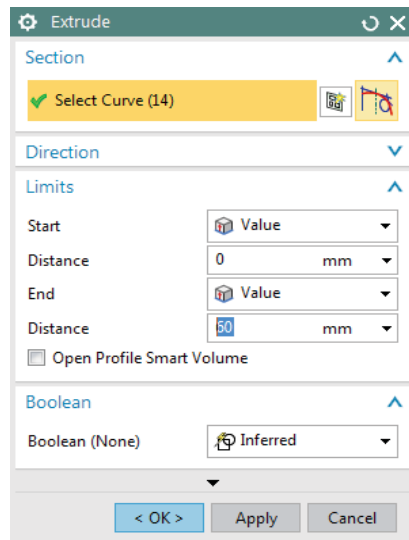 Extrude
Section
Select Curve (14)
Direction
Limits
Start Value
Distance 0 mm
End Value
Distance 50 mm
Open Profile Smart Volume
Boolean
Boolean (None) Inferred
< OK > Apply Cancel